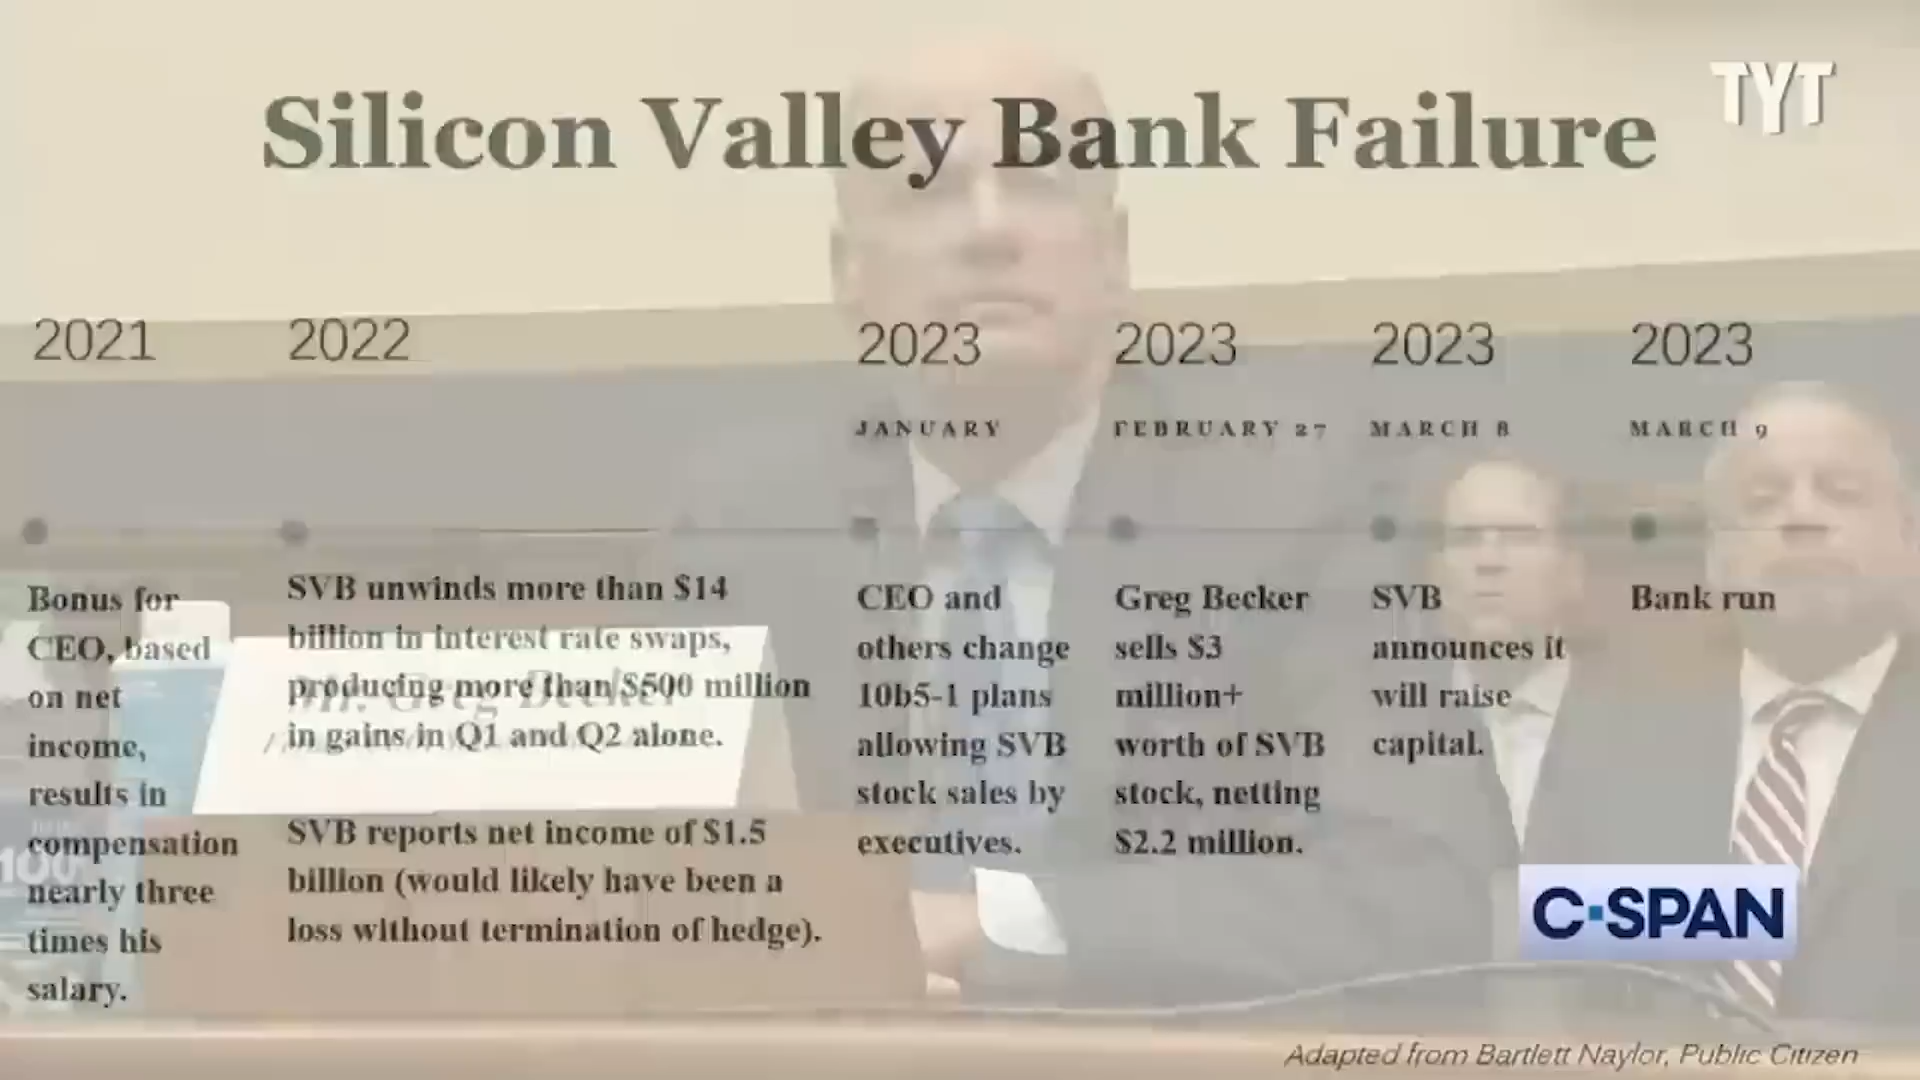 Silicon Valley Bank Failure
TYT
2021
Bonus for
CEO, based
on net
income,
results in
compensation
nearly three
times his
salary.
2022
SVB unwinds more than $14
billion in interest rate swaps,
producing more than $500 million
in gains in Q1 and Q2 alone.
SVB reports net income of $1.5
billion (would likely have been a
loss without termination of hedge).
2023
JANUARY
CEO and
others change
10b5-1 plans
allowing SVB
stock sales by
executives.
2023
FEBRUARY 27
Greg Becker
sells $3
million+
worth of SVB
stock, netting
$2.2 million.
2023
MARCH 8
SVB
announces it
will raise
capital.
2023
MARCH 9
Bank run
Mr. Greg Becker
100
C-SPAN
Adapted from Bartlett Naylor, Public Citizen